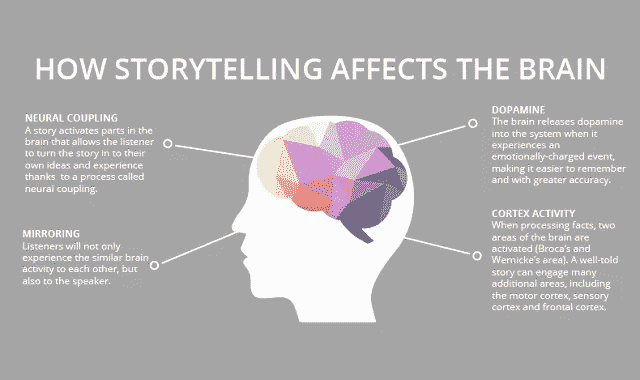 HOW STORYTELLING AFFECTS THE BRAIN
NEURAL COUPLING
A story activates parts in the
brain that allows the listener
to turn the story in to their
own ideas and experience
thanks to a process called
neural coupling.
MIRRORING
Listeners will not only
experience the similar brain
activity to each other, but
also to the speaker.
DOPAMINE
The brain releases dopamine
into the system when it
experiences an
emotionally-charged event,
making it easier to remember
and with greater accuracy.
CORTEX ACTIVITY
When processing facts, two
areas of the brain are
activated (Broca's and
Wernicke's area). A well-told
story can engage many
additional areas, including
the motor cortex, sensory
cortex and frontal cortex.